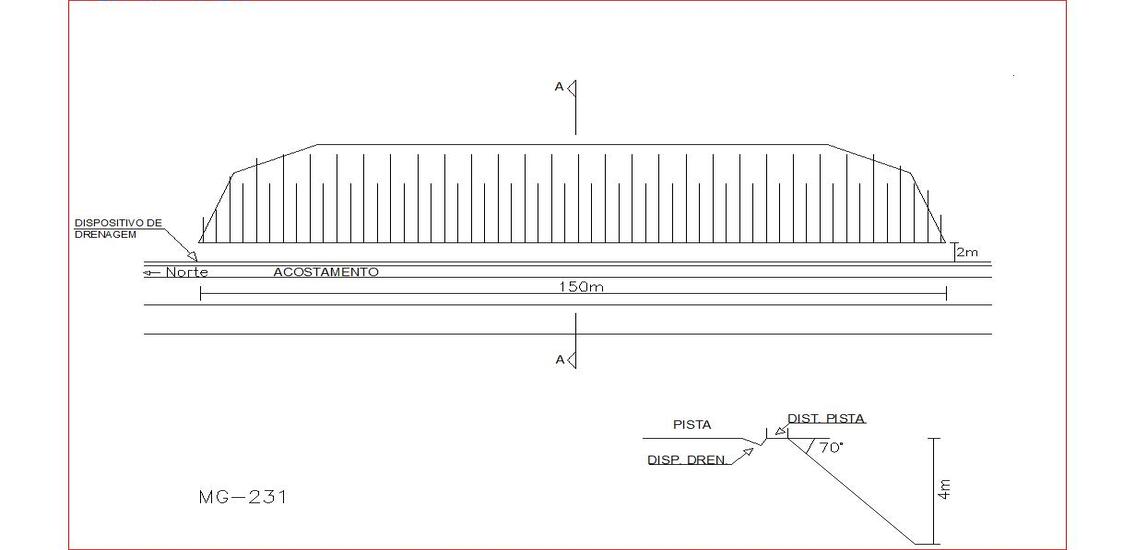 A
DISPOSITIVO DE
DRENAGEM
2m
Norte
ACOSTAMENTO
150m
A
PISTA
DIST. PISTA
DISP. DREN.
70°
4m
MG-231